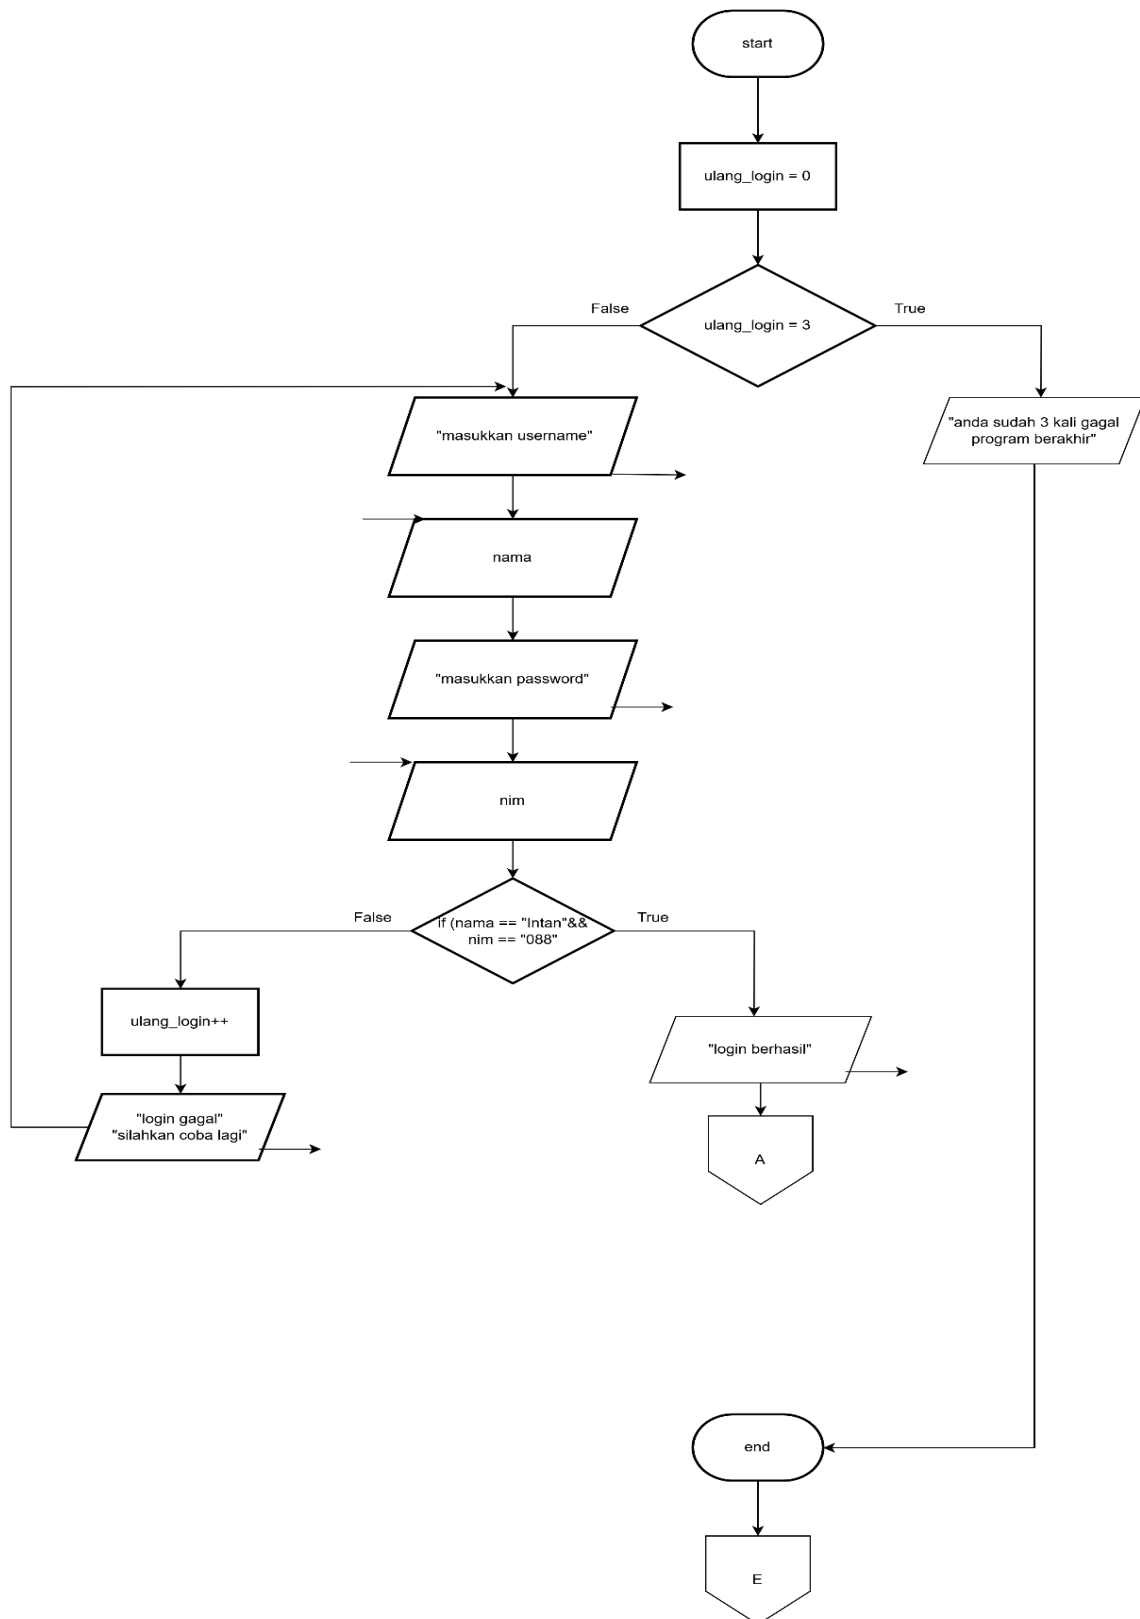 start
ulang_login = 0
ulang_login = 3
False
True
"masukkan username"
"anda sudah 3 kali gagal
program berakhir"
nama
"masukkan password"
nim
if (nama == "Intan"&&
nim == "088"
False
True
ulang_login++
"login gagal"
"silahkan coba lagi"
"login berhasil"
A
end
E